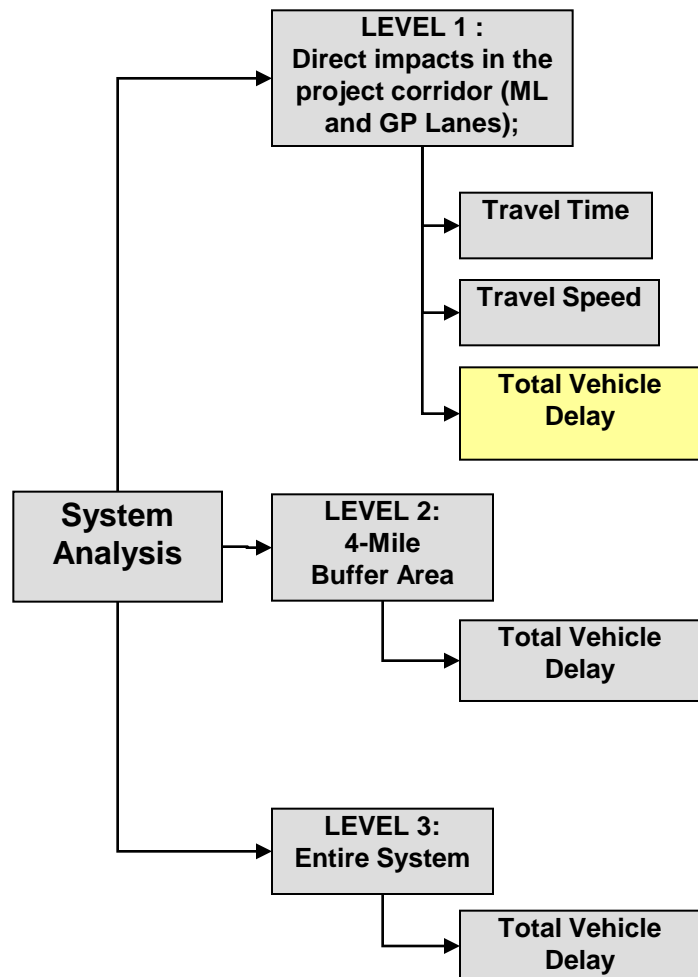 LEVEL 1 :
Direct impacts in the
project corridor (ML
and GP Lanes);
Travel Time
Travel Speed
Total Vehicle
Delay
System
Analysis
LEVEL 2:
4-Mile
Buffer Area
Total Vehicle
Delay
LEVEL 3:
Entire System
Total Vehicle
Delay